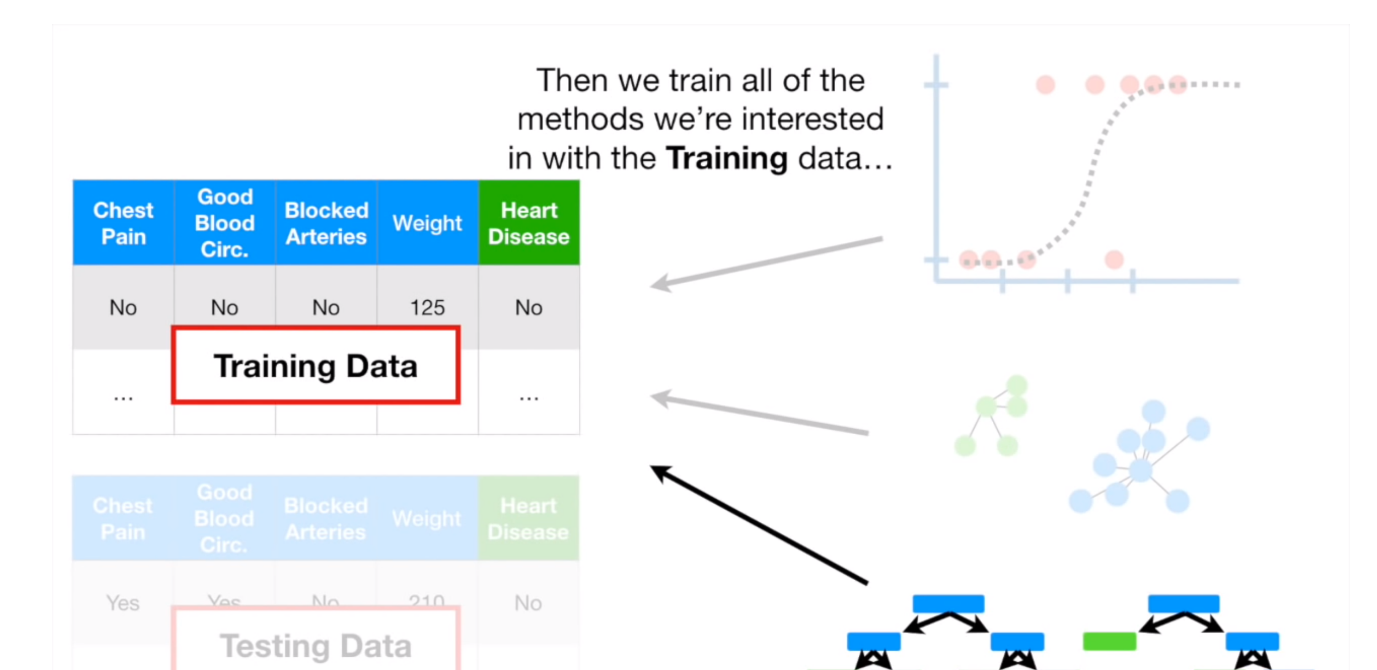 Then we train all of the
methods we're interested
in with the Training data…
Chest Pain Good Blood Circ. Blocked Arteries Weight Heart Disease
No No No 125 No
Training Data
… …
Chest Pain Good Blood Circ. Blocked Arteries Weight Heart Disease
Yes Yes No 210 No
Testing Data